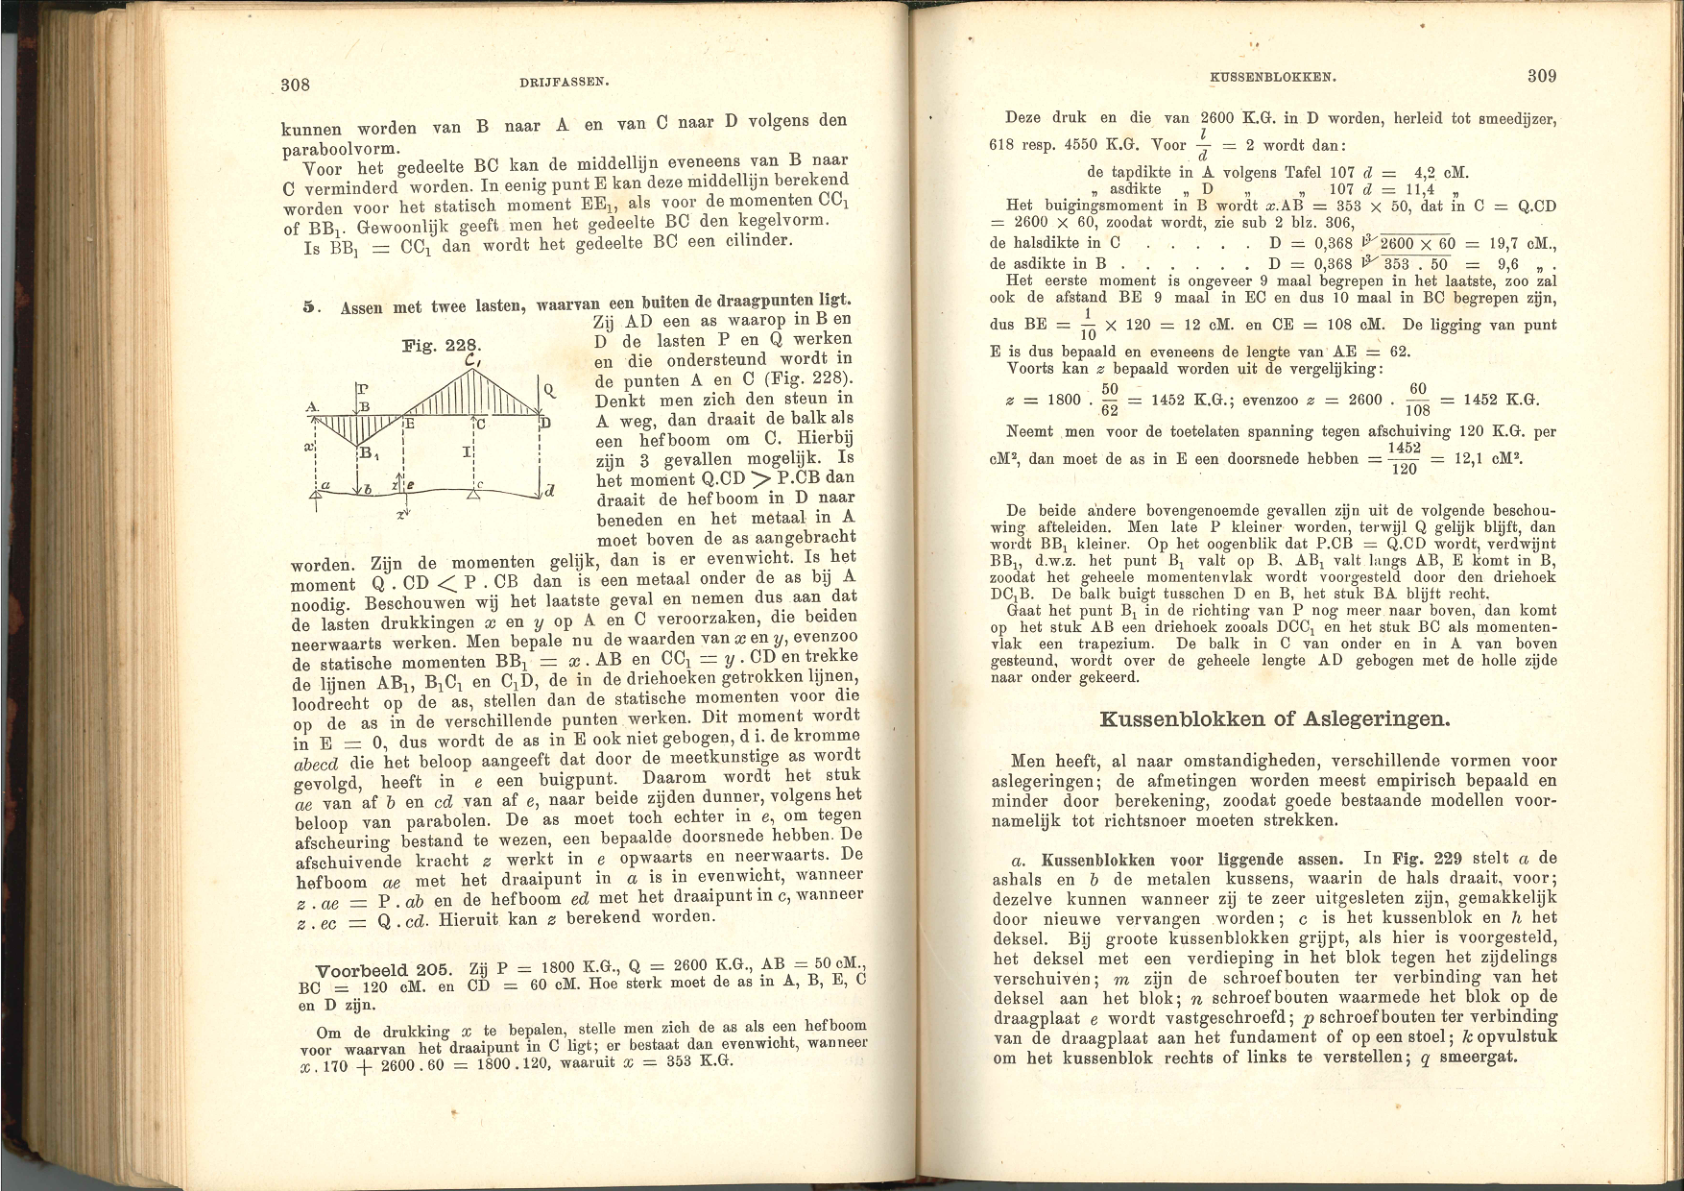 308
DRIJFASSEN.
kunnen worden van B naar A en van C naar D volgens den
paraboolvorm.
Voor het gedeelte BC kan de middellijn eveneens van B naar
C verminderd worden. In eenig punt E kan deze middellijn berekend
worden voor het statisch moment EE₁, als voor de momenten CC₁
of BB₁. Gewoonlijk geeft men het gedeelte BC den kegelvorm.
Is BB₁ = CC₁ dan wordt het gedeelte BC een cilinder.
5. Assen met twee lasten, waarvan een buiten de draagpunten ligt.
Fig. 228.
C₁
P
Q
A
B
E
C
D
x
B₁
I
a
b
z
e
c
d
z
Zij AD een as waarop in B en
D de lasten P en Q werken
en die ondersteund wordt in
de punten A en C (Fig. 228).
Denkt men zich den steun in
A weg, dan draait de balk als
een hefboom om C. Hierbij
zijn 3 gevallen mogelijk. Is
het moment Q.CD > P.CB dan
draait de hefboom in D naar
beneden en het metaal in A
moet boven de as aangebracht
worden. Zijn de momenten gelijk, dan is er evenwicht. Is het
moment Q . CD < P . CB dan is een metaal onder de as bij A
noodig. Beschouwen wij het laatste geval en nemen dus aan dat
de lasten drukkingen x en y op A en C veroorzaken, die beiden
neerwaarts werken. Men bepale nu de waarden van x en y, evenzoo
de statische momenten BB₁ = x . AB en CC₁ = y . CD en trekke
de lijnen AB₁, B₁C₁ en C₁D, de in de driehoeken getrokken lijnen,
loodrecht op de as, stellen dan de statische momenten voor die
op de as in de verschillende punten werken. Dit moment wordt
in E = 0, dus wordt de as in E ook niet gebogen, d i. de kromme
abecd die het beloop aangeeft dat door de meetkunstige as wordt
gevolgd, heeft in e een buigpunt. Daarom wordt het stuk
ae van af b en cd van af e, naar beide zijden dunner, volgens het
beloop van parabolen. De as moet toch echter in e, om tegen
afscheuring bestand te wezen, een bepaalde doorsnede hebben. De
afschuivende kracht z werkt in e opwaarts en neerwaarts. De
hefboom ae met het draaipunt in a is in evenwicht, wanneer
z . ae = P . ab en de hefboom ed met het draaipunt in c, wanneer
z . ec = Q . cd. Hieruit kan z berekend worden.
Voorbeeld 205. Zij P = 1800 K.G., Q = 2600 K.G., AB = 50 cM.,
BC = 120 cM. en CD = 60 cM. Hoe sterk moet de as in A, B, E, C
en D zijn.
Om de drukking x te bepalen, stelle men zich de as als een hefboom
voor waarvan het draaipunt in C ligt; er bestaat dan evenwicht, wanneer
x . 170 + 2600 . 60 = 1800 . 120, waaruit x = 353 K.G.
KUSSENBLOKKEN.
309
Deze druk en die van 2600 K.G. in D worden, herleid tot smeedijzer,
618 resp. 4550 K.G. Voor l/d = 2 wordt dan:
de tapdikte in A volgens Tafel 107 d = 4,2 cM.
„ asdikte „ D „ „ 107 d = 11,4 „
Het buigingsmoment in B wordt x.AB = 353 × 50, dat in C = Q.CD
= 2600 × 60, zoodat wordt, zie sub 2 blz. 306,
de halsdikte in C . . . . . D = 0,368 ∛2600 × 60 = 19,7 cM.,
de asdikte in B . . . . . . D = 0,368 ∛353 . 50 = 9,6 „ .
Het eerste moment is ongeveer 9 maal begrepen in het laatste, zoo zal
ook de afstand BE 9 maal in EC en dus 10 maal in BC begrepen zijn,
dus BE = 1/10 × 120 = 12 cM. en CE = 108 cM. De ligging van punt
E is dus bepaald en eveneens de lengte van AE = 62.
Voorts kan z bepaald worden uit de vergelijking:
z = 1800 . 50/62 = 1452 K.G.; evenzoo z = 2600 . 60/108 = 1452 K.G.
Neemt men voor de toetelaten spanning tegen afschuiving 120 K.G. per
cM², dan moet de as in E een doorsnede hebben = 1452/120 = 12,1 cM².
De beide andere bovengenoemde gevallen zijn uit de volgende beschou-
wing afteleiden. Men late P kleiner worden, terwijl Q gelijk blijft, dan
wordt BB₁ kleiner. Op het oogenblik dat P.CB = Q.CD wordt, verdwijnt
BB₁, d.w.z. het punt B₁ valt op B. AB₁ valt langs AB, E komt in B,
zoodat het geheele momentenvlak wordt voorgesteld door den driehoek
DC₁B. De balk buigt tusschen D en B, het stuk BA blijft recht.
Gaat het punt B₁ in de richting van P nog meer naar boven, dan komt
op het stuk AB een driehoek zooals DCC₁ en het stuk BC als momenten-
vlak een trapezium. De balk in C van onder en in A van boven
gesteund, wordt over de geheele lengte AD gebogen met de holle zijde
naar onder gekeerd.
Kussenblokken of Aslegeringen.
Men heeft, al naar omstandigheden, verschillende vormen voor
aslegeringen; de afmetingen worden meest empirisch bepaald en
minder door berekening, zoodat goede bestaande modellen voor-
namelijk tot richtsnoer moeten strekken.
a. Kussenblokken voor liggende assen. In Fig. 229 stelt a de
ashals en b de metalen kussens, waarin de hals draait, voor;
dezelve kunnen wanneer zij te zeer uitgesleten zijn, gemakkelijk
door nieuwe vervangen worden; c is het kussenblok en h het
deksel. Bij groote kussenblokken grijpt, als hier is voorgesteld,
het deksel met een verdieping in het blok tegen het zijdelings
verschuiven; m zijn de schroefbouten ter verbinding van het
deksel aan het blok; n schroefbouten waarmede het blok op de
draagplaat e wordt vastgeschroefd; p schroefbouten ter verbinding
van de draagplaat aan het fundament of op een stoel; k opvulstuk
om het kussenblok rechts of links te verstellen; q smeergat.